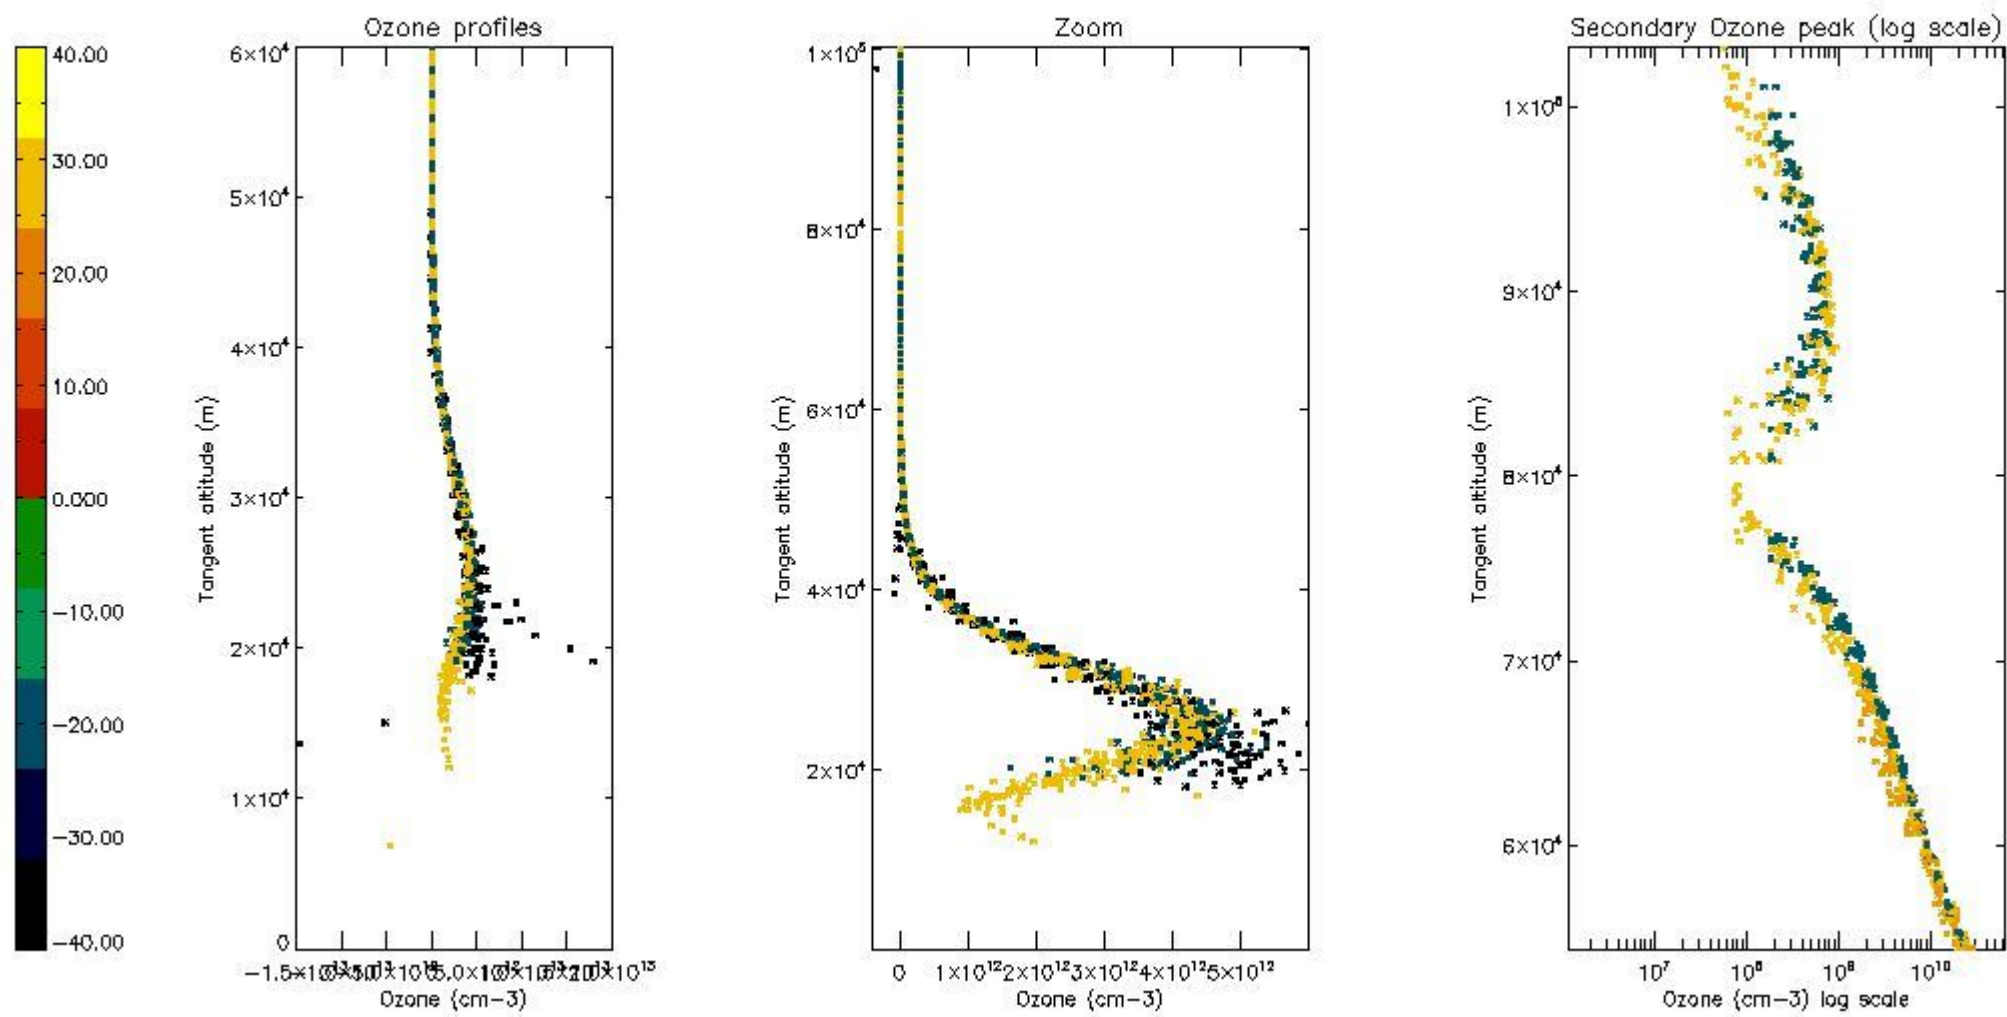 Ozone profiles
Zoom
Secondary Ozone peak (log scale)
40.00
30.00
20.00
10.00
−10.00
−20.00
−30.00
−40.00
6×10⁴
5×10⁴
4×10⁴
3×10⁴
2×10⁴
1×10⁴
0
Tangent altitude (m)
Ozone (cm−3)
1×10⁵
8×10⁴
6×10⁴
4×10⁴
2×10⁴
Tangent altitude (m)
0 1×10¹² 2×10¹² 3×10¹² 4×10¹² 5×10¹²
Ozone (cm−3)
9×10⁴
8×10⁴
7×10⁴
6×10⁴
Tangent altitude (m)
10⁷ 10⁸ 10⁹ 10¹⁰
Ozone (cm−3) log scale